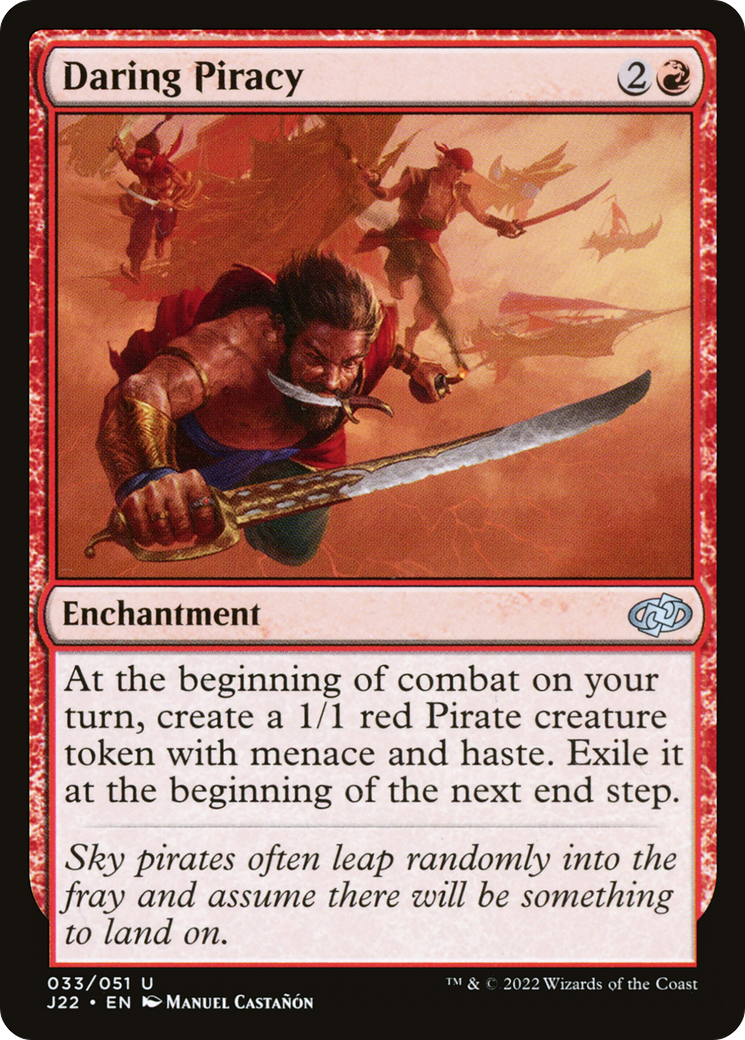 Daring Piracy 2
Enchantment
At the beginning of combat on your
turn, create a 1/1 red Pirate creature
token with menace and haste. Exile it
at the beginning of the next end step.
Sky pirates often leap randomly into the
fray and assume there will be something
to land on.
033/051 U ™ & © 2022 Wizards of the Coast
J22 • EN Manuel Castañón